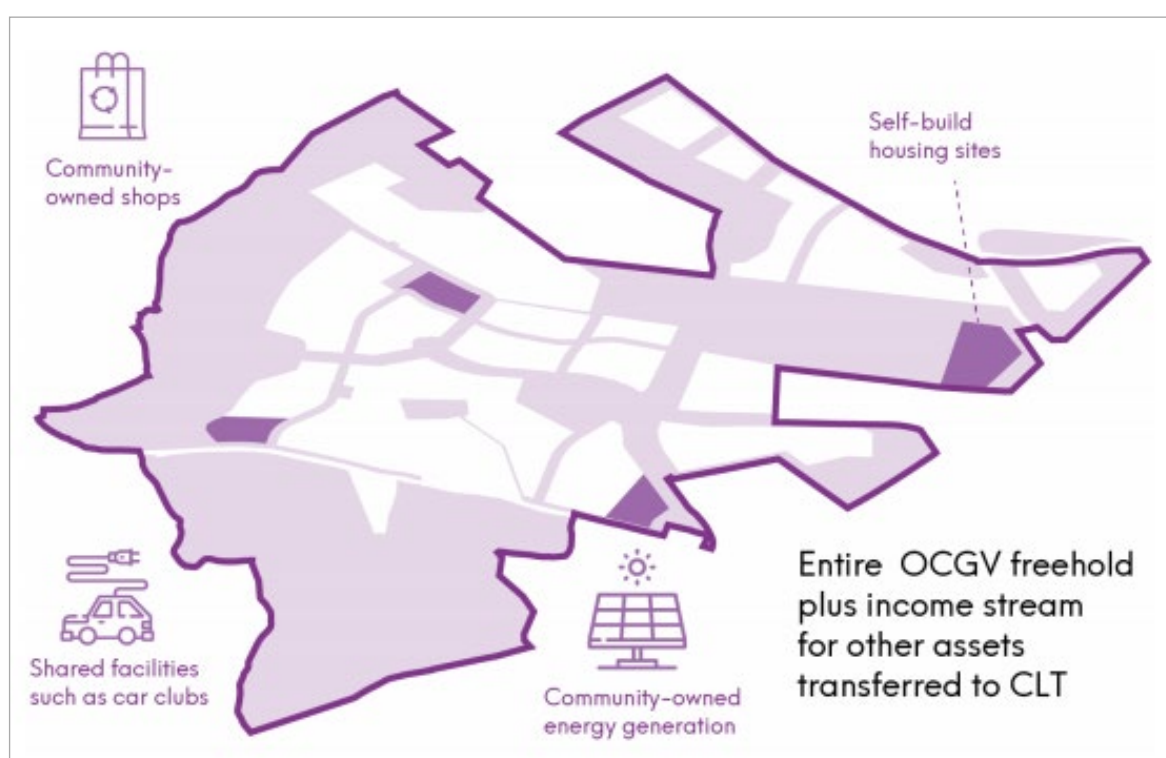 Community-
owned shops
Self-build
housing sites
Shared facilities
such as car clubs
Community-owned
energy generation
Entire OCGV freehold
plus income stream
for other assets
transferred to CLT